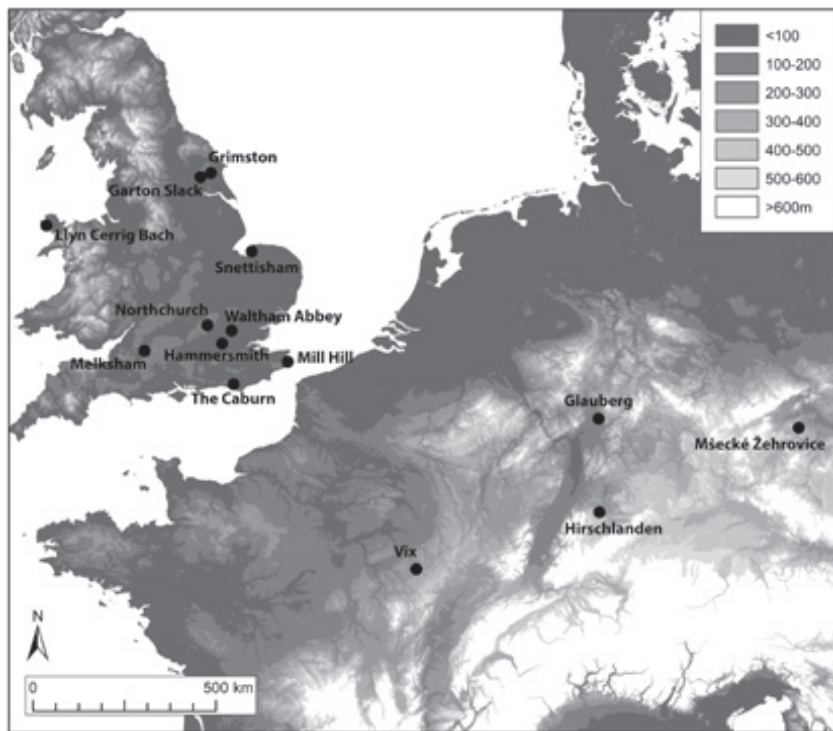 <100
100-200
200-300
300-400
400-500
500-600
>600m
Grimston
Garton Slack
Llyn Cerrig Bach
Snettisham
Northchurch
Waltham Abbey
Hammersmith
Melksham
Mill Hill
The Caburn
Glauberg
Mšecké Žehrovice
Hirschlanden
Vix
N
0 500 km